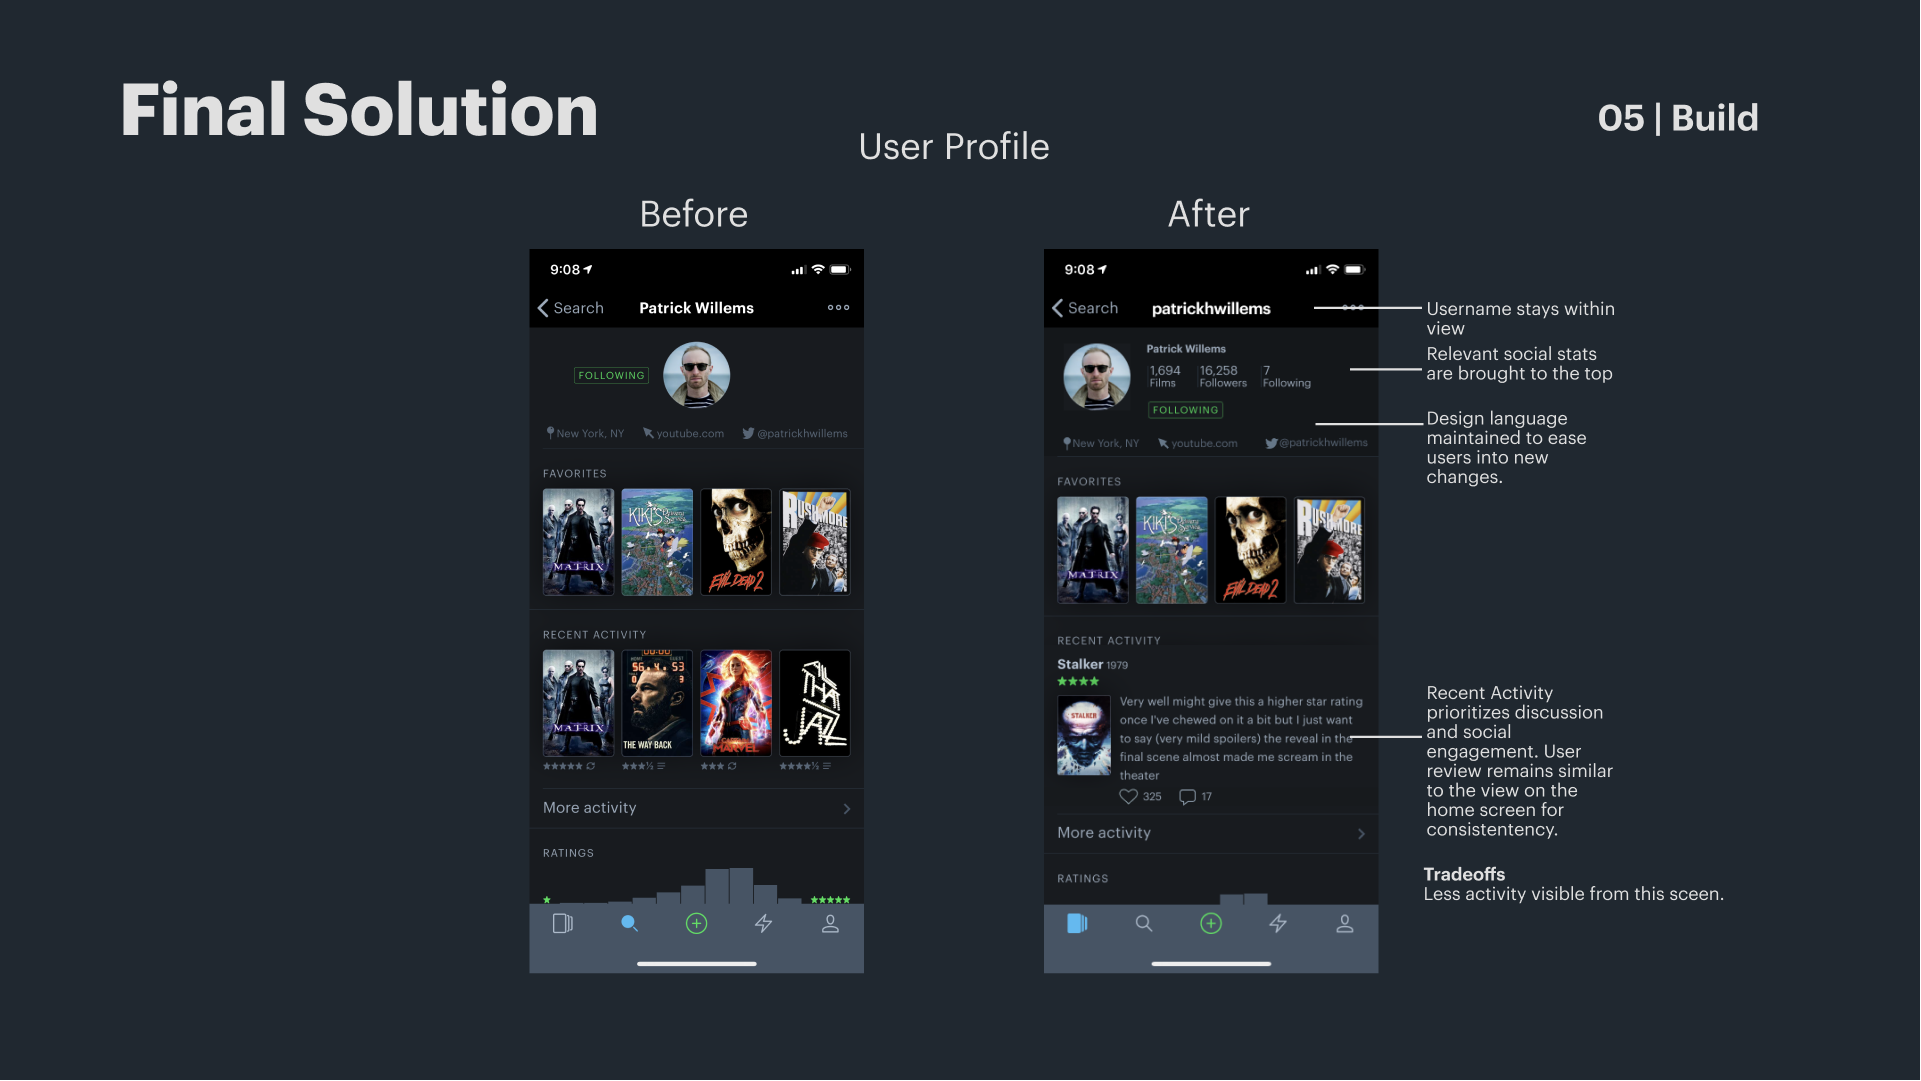 Final Solution
05 | Build
User Profile
Before
After
9:08
Search
Patrick Willems
FOLLOWING
New York, NY
youtube.com
@patrickhwillems
FAVORITES
MATRIX
KIKI'S
EVIL DEAD 2
RUSHMORE
RECENT ACTIVITY
MATRIX
THE WAY BACK
CAPTAIN MARVEL
ALL THAT JAZZ
More activity
RATINGS
9:08
Search
patrickhwillems
Patrick Willems
1,694
Films
16,258
Followers
7
Following
FOLLOWING
New York, NY
youtube.com
@patrickhwillems
FAVORITES
MATRIX
KIKI'S
EVIL DEAD 2
RUSHMORE
RECENT ACTIVITY
Stalker 1979
STALKER
Very well might give this a higher star rating
once I've chewed on it a bit but I just want
to say (very mild spoilers) the reveal in the
final scene almost made me scream in the
theater
325
17
More activity
RATINGS
Username stays within
view
Relevant social stats
are brought to the top
Design language
maintained to ease
users into new
changes.
Recent Activity
prioritizes discussion
and social
engagement. User
review remains similar
to the view on the
home screen for
consistentency.
Tradeoffs
Less activity visible from this sceen.